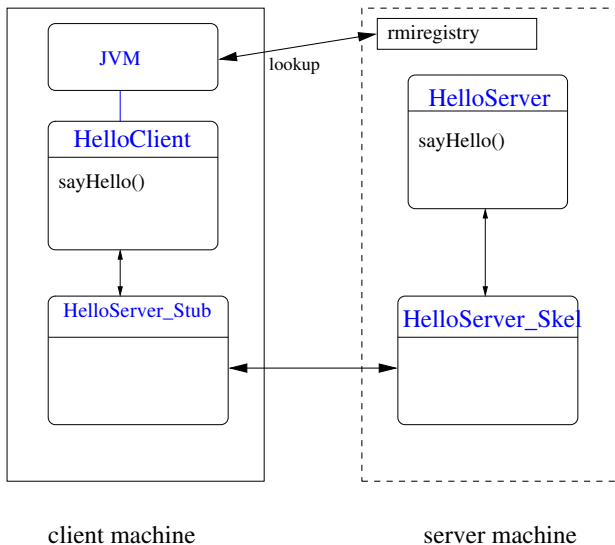 JVM
lookup
rmiregistry
HelloClient
sayHello()
HelloServer
sayHello()
HelloServer_Stub
HelloServer_Skel
client machine
server machine